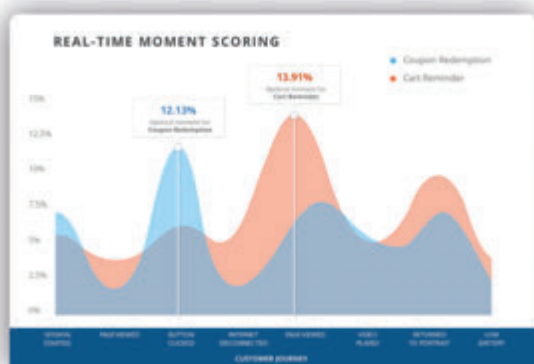 REAL-TIME MOMENT SCORING
Coupon Redemption
Cart Reminder
13.91%
Optimal moment for
Cart Reminder
12.13%
Optimal moment for
Coupon Redemption
15%
12.5%
10%
7.5%
5%
2.5%
0%
SESSION STARTED
PAGE VIEWED
BUTTON CLICKED
INTERNET DISCONNECTED
PAGE VIEWED
VIDEO PLAYED
RETURNED TO PORTRAIT
LOW BATTERY
CUSTOMER JOURNEY